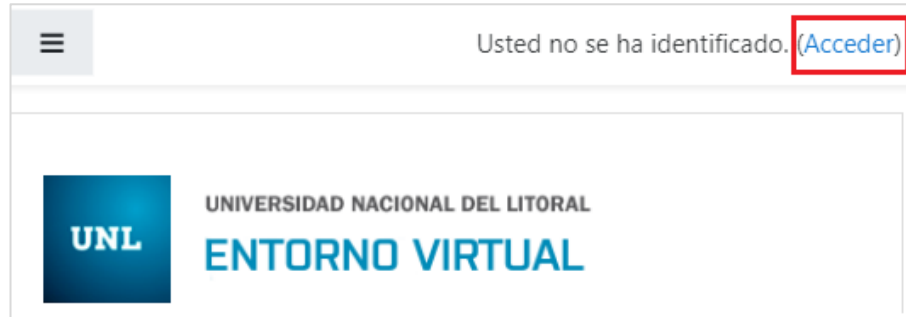 Usted no se ha identificado. (Acceder)
UNL
UNIVERSIDAD NACIONAL DEL LITORAL
ENTORNO VIRTUAL